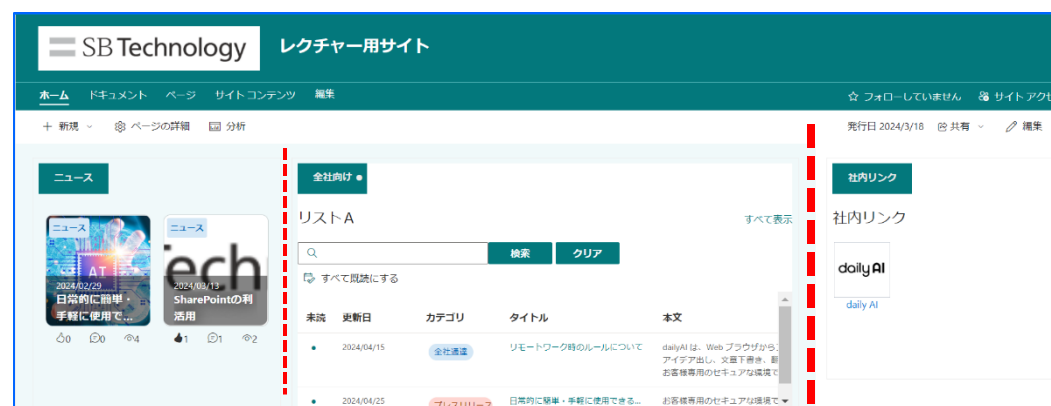 SB Technology
レクチャー用サイト
ホーム ドキュメント ページ サイト コンテンツ 編集
☆ フォローしていません サイト アクセ
+ 新規 ページの詳細 分析
発行日 2024/3/18 共有 編集
ニュース
ニュース
AI
2024/02/29
日常的に簡単・
手軽に使用で...
0 0 4
ニュース
Tech
2024/03/13
SharePointの利
活用
1 1 2
全社向け ●
リストA
すべて表示
検索 クリア
すべて既読にする
未読 更新日 カテゴリ タイトル 本文
● 2024/04/15 全社通達 リモートワーク時のルールについて
dailyAI は、Web ブラウザから
アイデア出し、文章下書き、翻
お客様専用のセキュアな環境で
● 2024/04/25 プレスリリース 日常的に簡単・手軽に使用できる... お客様専用のセキュアな環境で
社内リンク
社内リンク
daily AI
daily AI